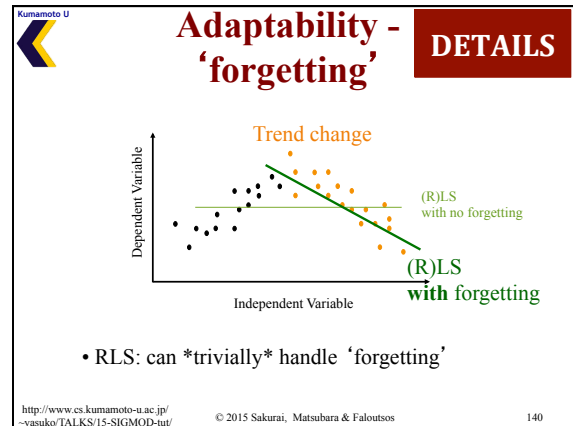 Kumamoto U
Adaptability -
‘forgetting’
DETAILS
Trend change
Dependent Variable
(R)LS
with no forgetting
(R)LS
with forgetting
Independent Variable
• RLS: can *trivially* handle ‘forgetting’
http://www.cs.kumamoto-u.ac.jp/
~yasuko/TALKS/15-SIGMOD-tut/
© 2015 Sakurai, Matsubara & Faloutsos
140